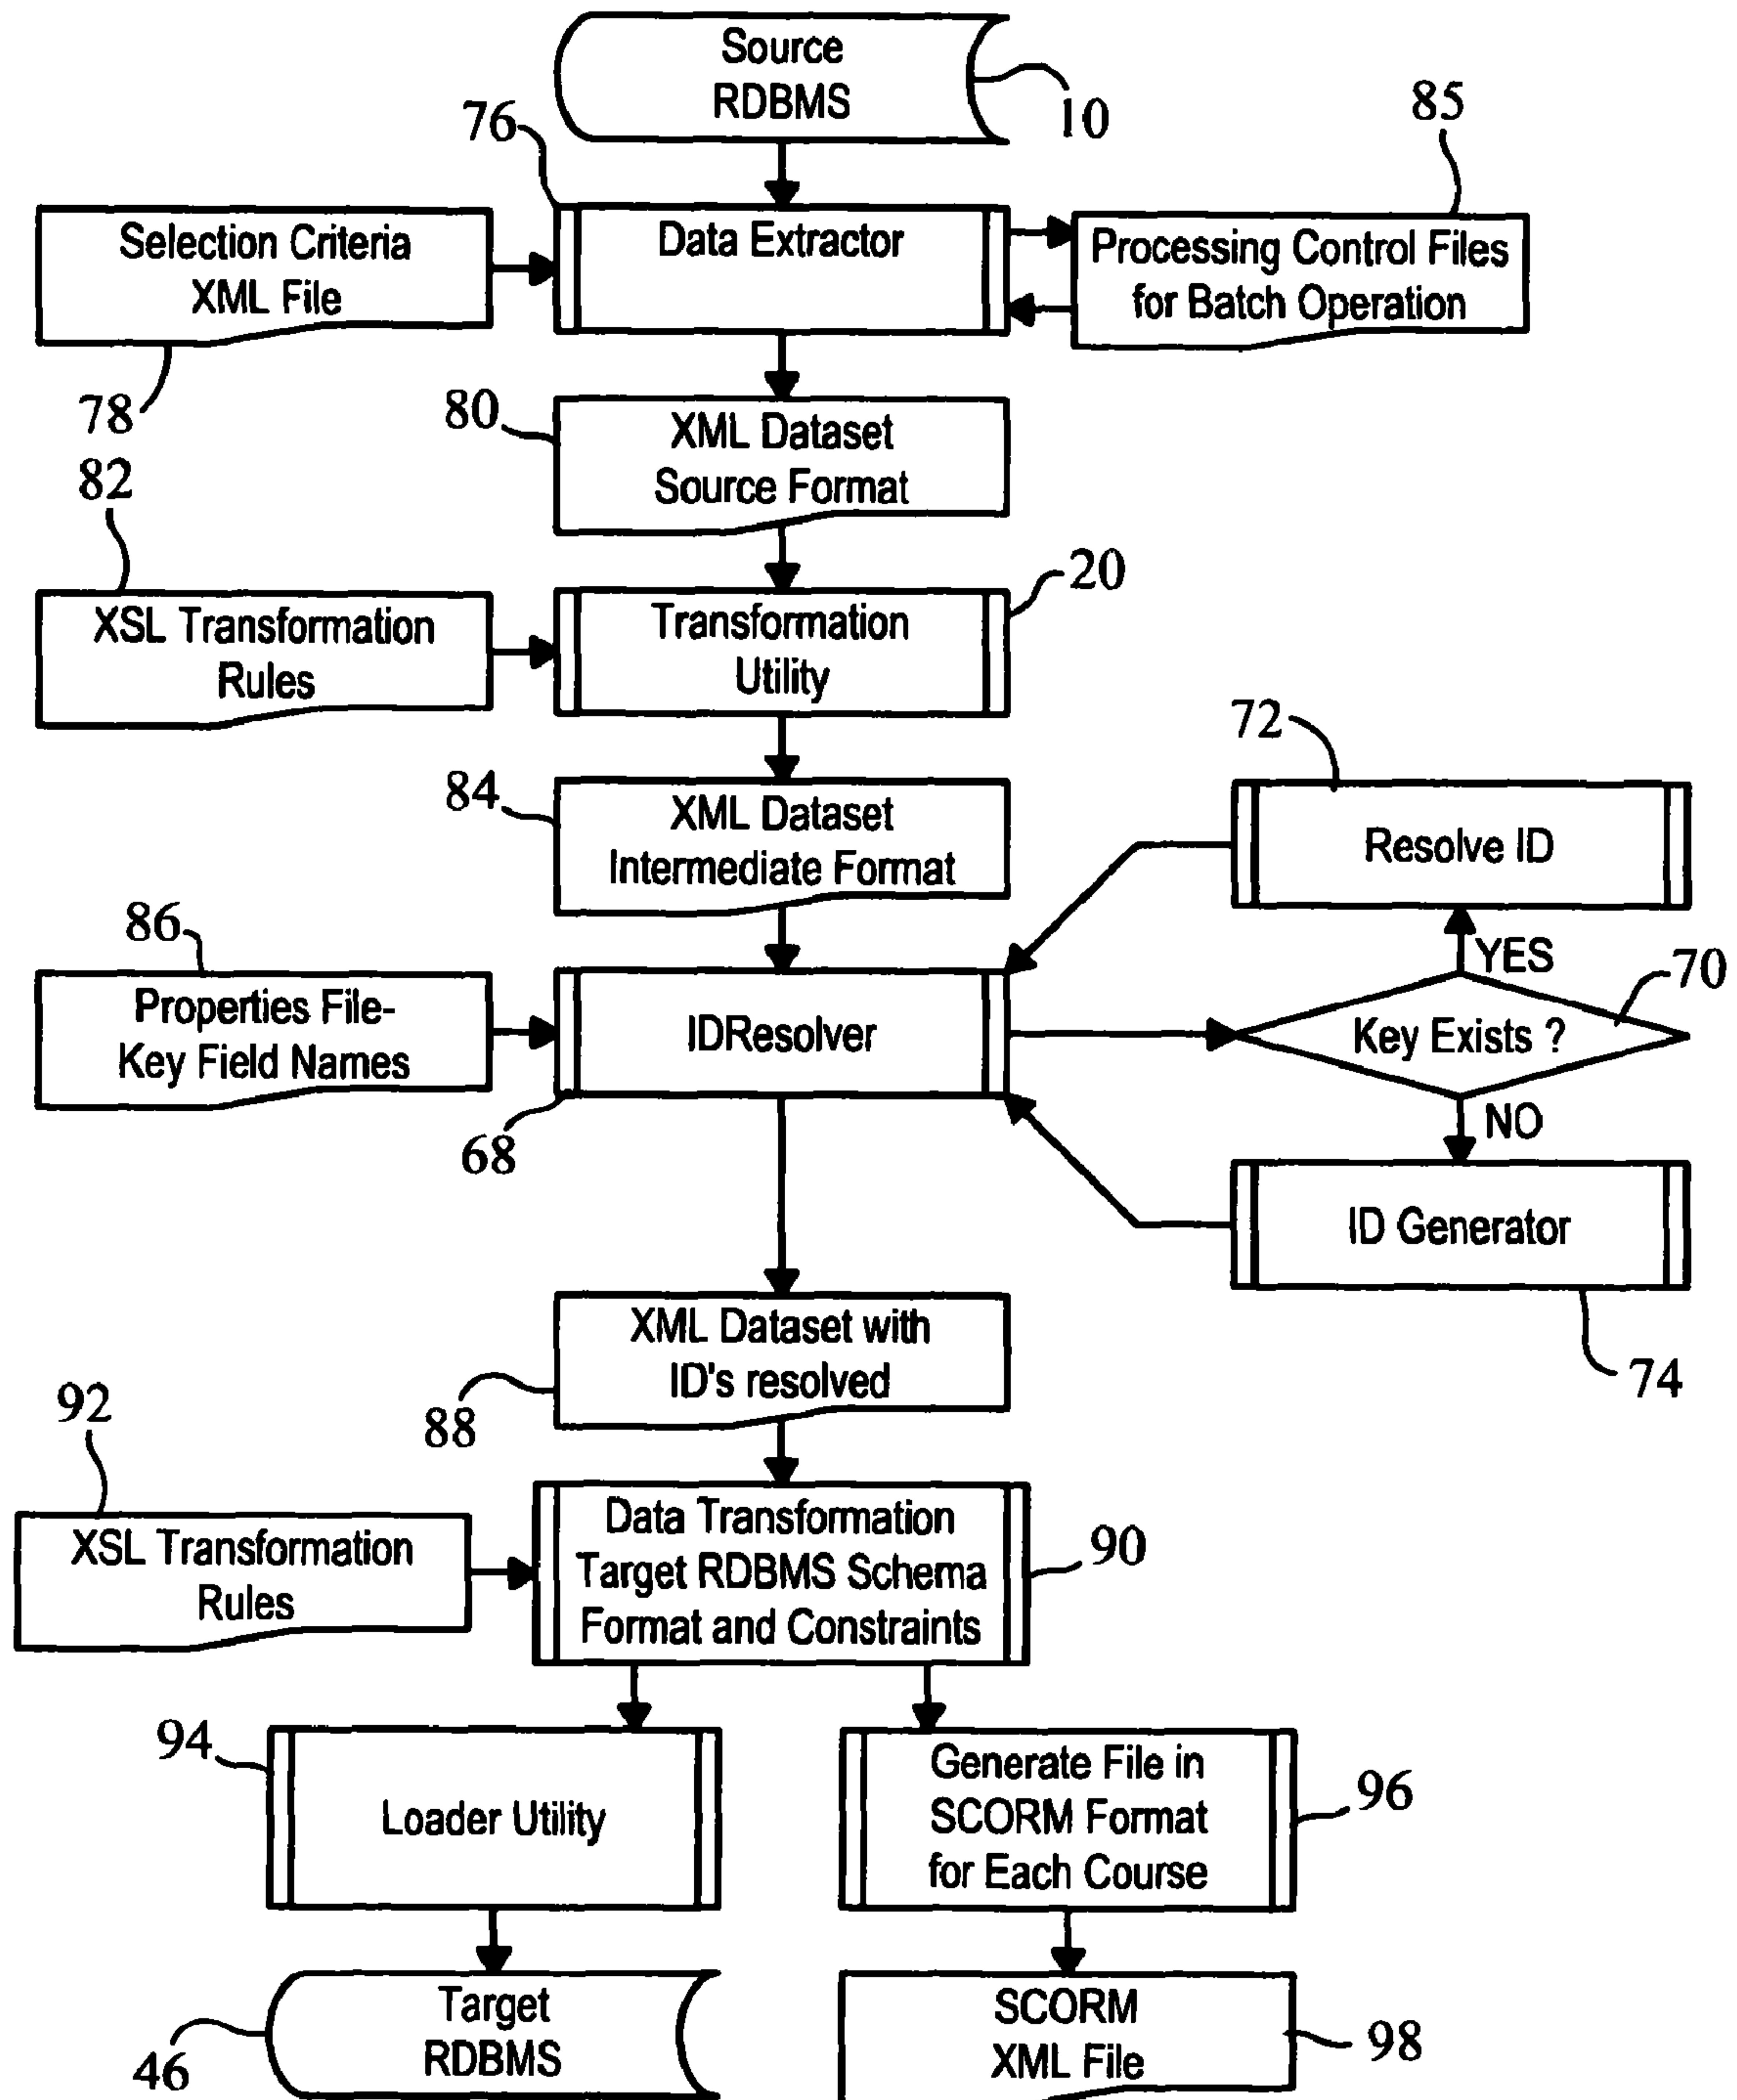 Source
RDBMS
10
76
85
Selection Criteria
XML File
Data Extractor
Processing Control Files
for Batch Operation
78
80
XML Dataset
Source Format
82
20
XSL Transformation
Rules
Transformation
Utility
72
84
XML Dataset
Intermediate Format
Resolve ID
86
YES
70
Properties File-
Key Field Names
IDResolver
Key Exists ?
68
NO
ID Generator
XML Dataset with
ID's resolved
74
92
88
XSL Transformation
Rules
Data Transformation
Target RDBMS Schema
Format and Constraints
90
94
Loader Utility
Generate File in
SCORM Format
for Each Course
96
Target
RDBMS
46
SCORM
XML File
98